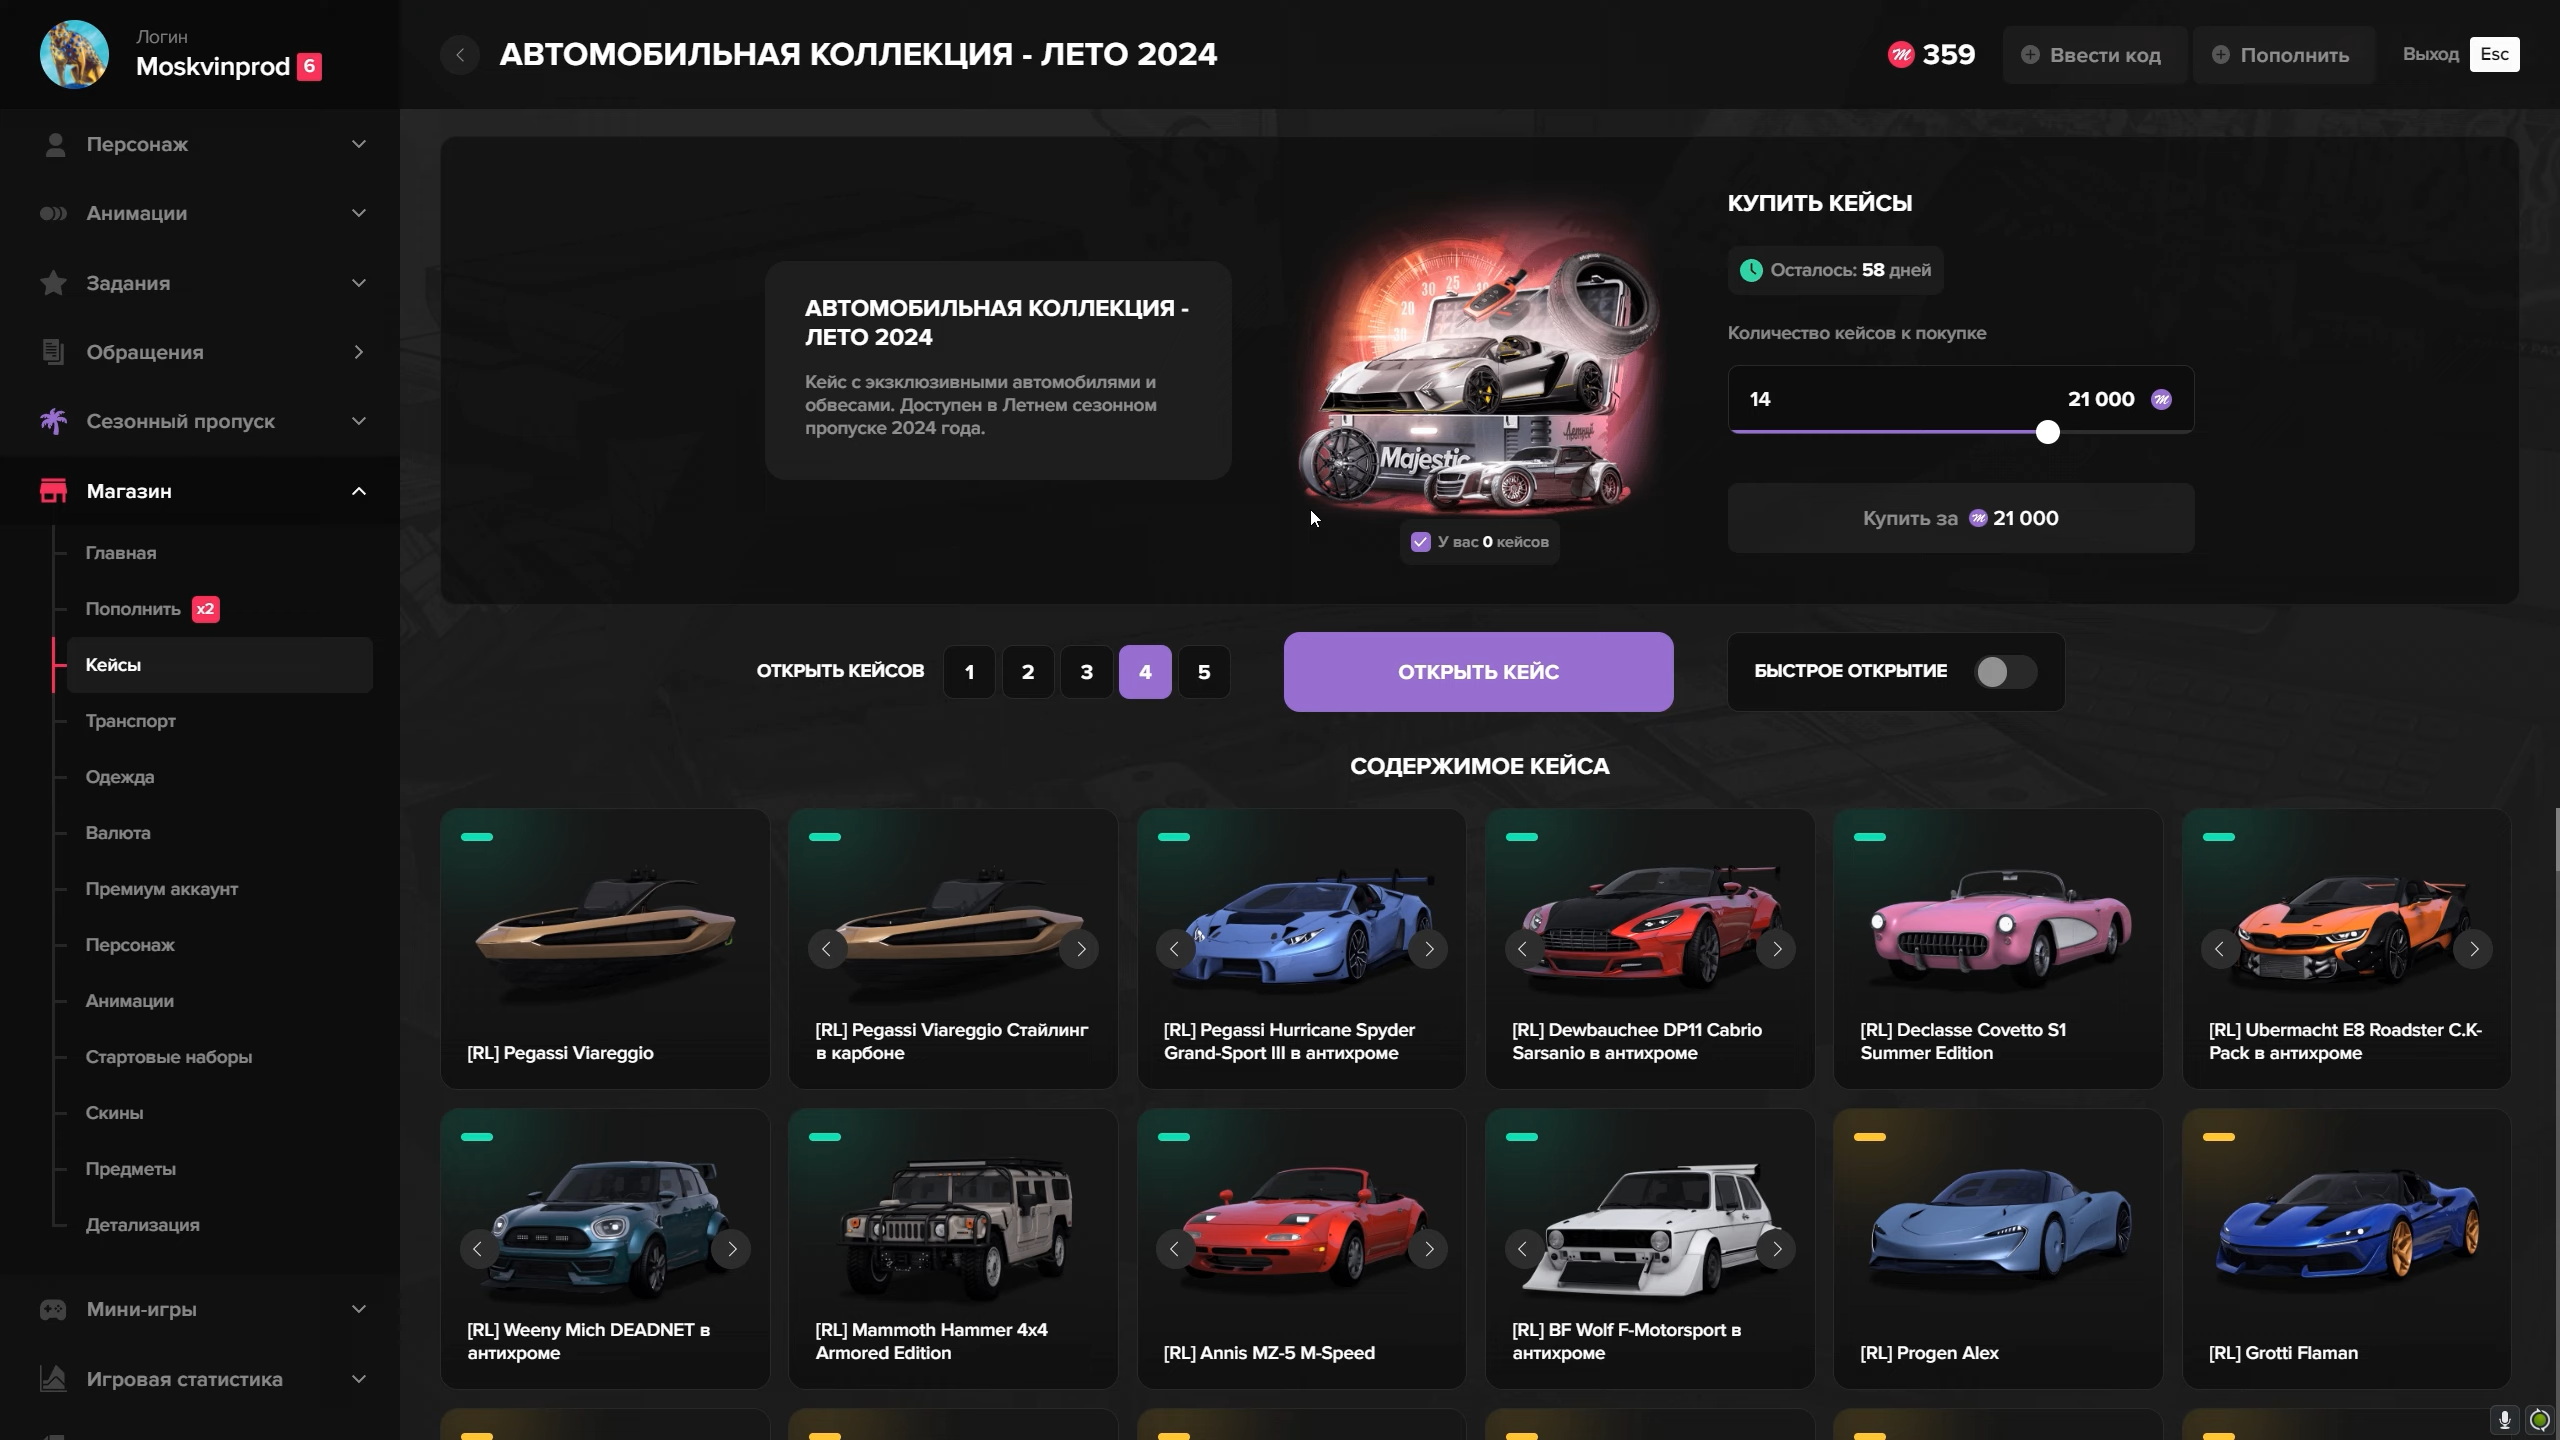 Логин
Moskvinprod 6
АВТОМОБИЛЬНАЯ КОЛЛЕКЦИЯ - ЛЕТО 2024
359
Ввести код
Пополнить
Выход
Esc
Персонаж
Анимации
Задания
Обращения
Сезонный пропуск
Магазин
Главная
Пополнить x2
Кейсы
Транспорт
Одежда
Валюта
Премиум аккаунт
Персонаж
Анимации
Стартовые наборы
Скины
Предметы
Детализация
Мини-игры
Игровая статистика
АВТОМОБИЛЬНАЯ КОЛЛЕКЦИЯ -
ЛЕТО 2024
Кейс с экзклюзивными автомобилями и
обвесами. Доступен в Летнем сезонном
пропуске 2024 года.
20
30
25
Majestic
Летний
пропуск
У вас 0 кейсов
КУПИТЬ КЕЙСЫ
Осталось: 58 дней
Количество кейсов к покупке
14
21 000
Купить за 21 000
ОТКРЫТЬ КЕЙСОВ
1
2
3
4
5
ОТКРЫТЬ КЕЙС
БЫСТРОЕ ОТКРЫТИЕ
СОДЕРЖИМОЕ КЕЙСА
[RL] Pegassi Viareggio
[RL] Pegassi Viareggio Стайлинг
в карбоне
[RL] Pegassi Hurricane Spyder
Grand-Sport III в антихроме
[RL] Dewbauchee DP11 Cabrio
Sarsanio в антихроме
[RL] Declasse Covetto S1
Summer Edition
[RL] Ubermacht E8 Roadster C.K-
Pack в антихроме
[RL] Weeny Mich DEADNET в
антихроме
[RL] Mammoth Hammer 4x4
Armored Edition
[RL] Annis MZ-5 M-Speed
[RL] BF Wolf F-Motorsport в
антихроме
[RL] Progen Alex
[RL] Grotti Flaman